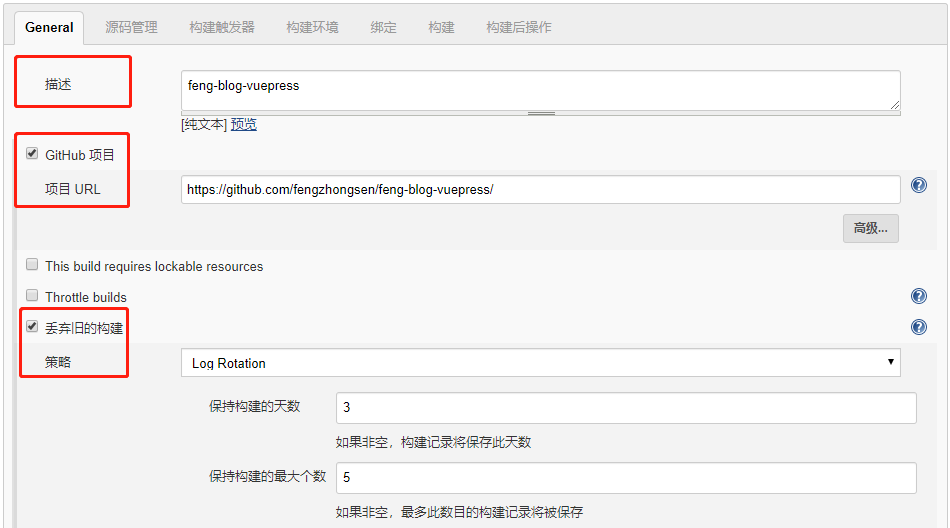 General 源码管理 构建触发器 构建环境 绑定 构建 构建后操作
描述 feng-blog-vuepress
[纯文本] 预览
GitHub 项目
项目 URL https://github.com/fengzhongsen/feng-blog-vuepress/
高级...
This build requires lockable resources
Throttle builds
丢弃旧的构建
策略 Log Rotation
保持构建的天数 3
如果非空，构建记录将保存此天数
保持构建的最大个数 5
如果非空，最多此数目的构建记录将被保存